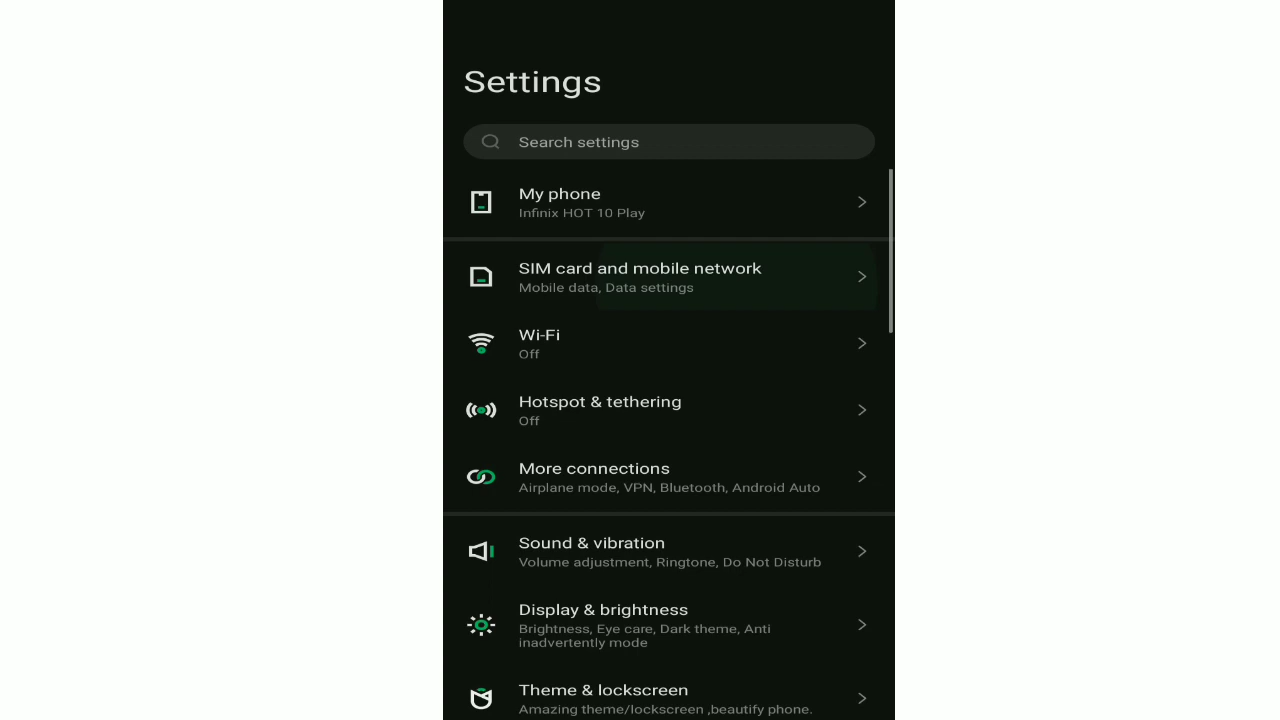 Settings
Search settings
My phone
Infinix HOT 10 Play
SIM card and mobile network
Mobile data, Data settings
Wi-Fi
Off
Hotspot & tethering
Off
More connections
Airplane mode, VPN, Bluetooth, Android Auto
Sound & vibration
Volume adjustment, Ringtone, Do Not Disturb
Display & brightness
Brightness, Eye care, Dark theme, Anti
inadvertently mode
Theme & lockscreen
Amazing theme/lockscreen ,beautify phone.